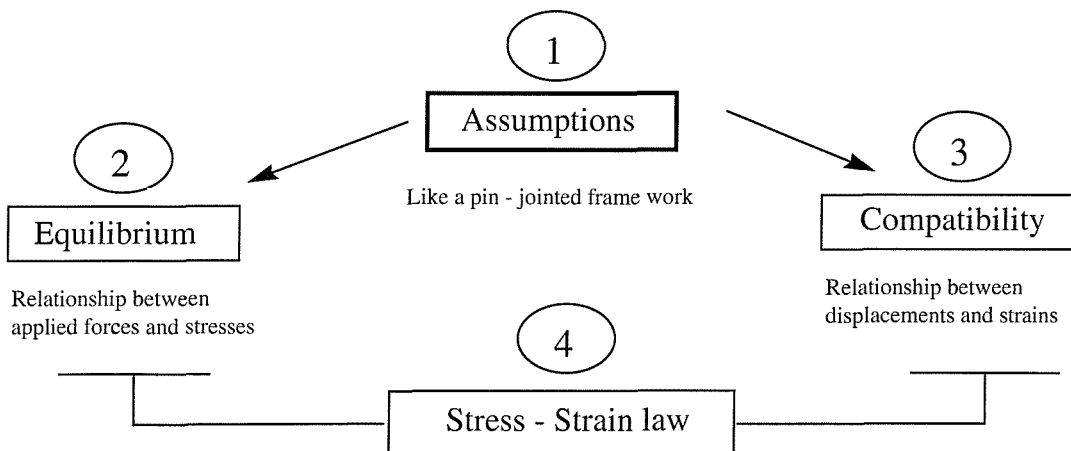 1
Assumptions
Like a pin - jointed frame work
2
Equilibrium
Relationship between
applied forces and stresses
3
Compatibility
Relationship between
displacements and strains
4
Stress - Strain law